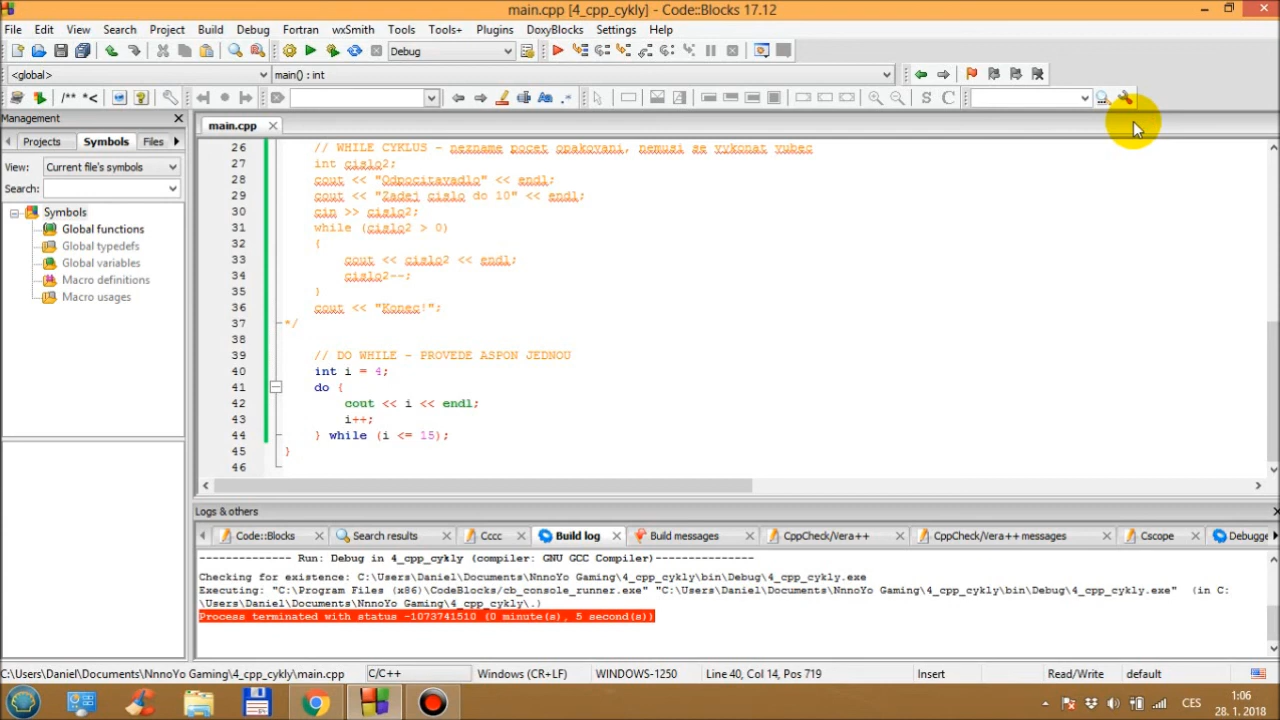 main.cpp [4_cpp_cykly] - Code::Blocks 17.12
File Edit View Search Project Build Debug Fortran wxSmith Tools Tools+ Plugins DoxyBlocks Settings Help
Debug
<global> main() : int
/** *<
S C
Management
main.cpp
Projects Symbols Files
View: Current file's symbols
Search:
Symbols
Global functions
Global typedefs
Global variables
Macro definitions
Macro usages
26 // WHILE CYKLUS - nezname pocet opakovani, nemusi se vykonat vubec
27 int cislo2;
28 cout << "Odpocitavadlo" << endl;
29 cout << "Zadej cislo do 10" << endl;
30 cin >> cislo2;
31 while (cislo2 > 0)
32 {
33 cout << cislo2 << endl;
34 cislo2--;
35 }
36 cout << "Konec!";
37 */
38
39 // DO WHILE - PROVEDE ASPON JEDNOU
40 int i = 4;
41 do {
42 cout << i << endl;
43 i++;
44 } while (i <= 15);
45 }
46
Logs & others
Code::Blocks Search results Cccc Build log Build messages CppCheck/Vera++ CppCheck/Vera++ messages Cscope Debugge
-------------- Run: Debug in 4_cpp_cykly (compiler: GNU GCC Compiler)---------------
Checking for existence: C:\Users\Daniel\Documents\NnnoYo Gaming\4_cpp_cykly\bin\Debug\4_cpp_cykly.exe
Executing: "C:\Program Files (x86)\CodeBlocks/cb_console_runner.exe" "C:\Users\Daniel\Documents\NnnoYo Gaming\4_cpp_cykly\bin\Debug\4_cpp_cykly.exe" (in C:
\Users\Daniel\Documents\NnnoYo Gaming\4_cpp_cykly\.)
Process terminated with status -1073741510 (0 minute(s), 5 second(s))
C:\Users\Daniel\Documents\NnnoYo Gaming\4_cpp_cykly\main.cpp C/C++ Windows (CR+LF) WINDOWS-1250 Line 40, Col 14, Pos 719 Insert Read/Write default
CES
1:06
28. 1. 2018